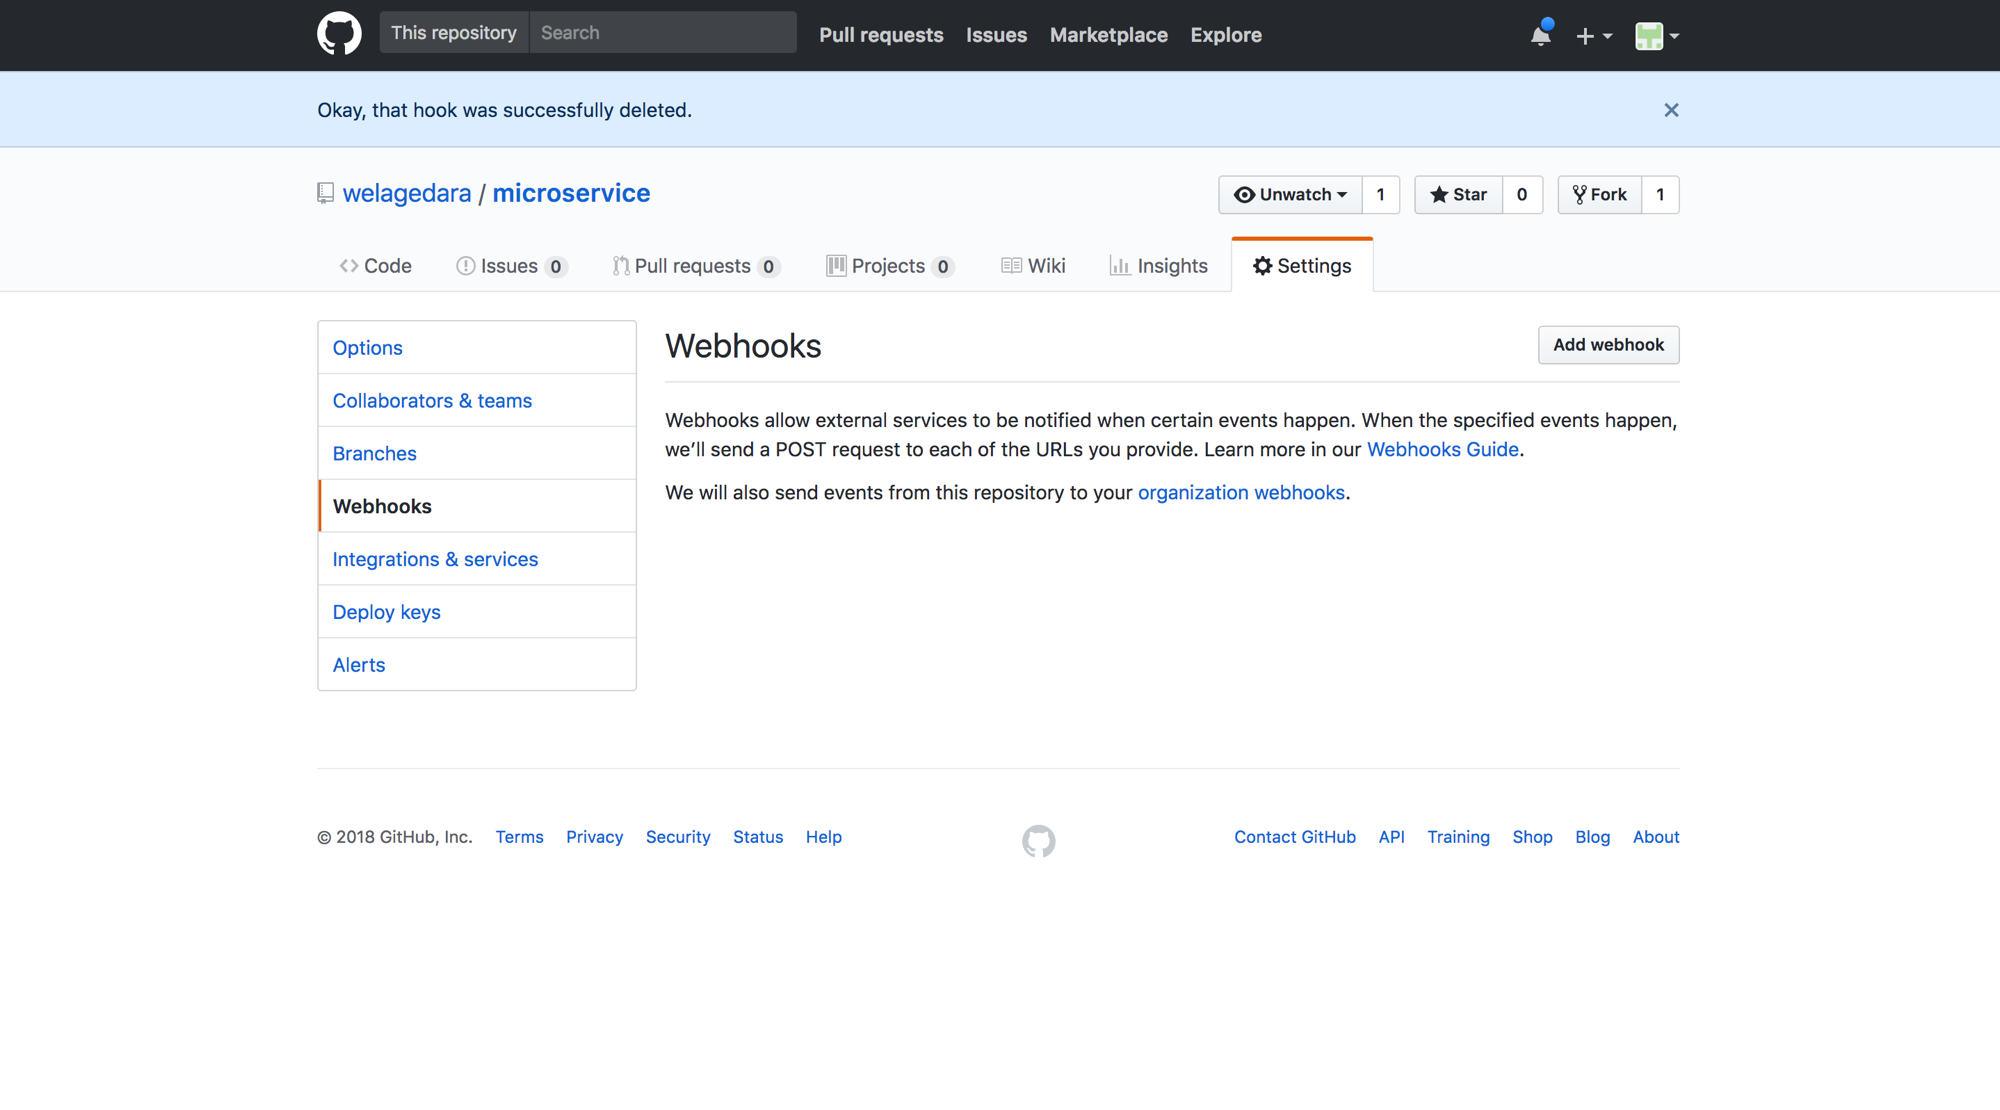 This repository Search Pull requests Issues Marketplace Explore
Okay, that hook was successfully deleted.
welagedara / microservice
Unwatch 1 Star 0 Fork 1
Code Issues 0 Pull requests 0 Projects 0 Wiki Insights Settings
Options
Collaborators & teams
Branches
Webhooks
Integrations & services
Deploy keys
Alerts
Webhooks
Add webhook
Webhooks allow external services to be notified when certain events happen. When the specified events happen,
we’ll send a POST request to each of the URLs you provide. Learn more in our Webhooks Guide.
We will also send events from this repository to your organization webhooks.
© 2018 GitHub, Inc. Terms Privacy Security Status Help
Contact GitHub API Training Shop Blog About